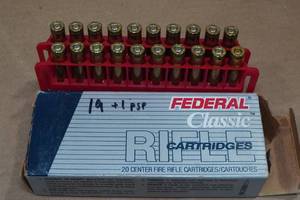 19 +1 PSP
FEDERAL
Classic
RIFLE
CARTRIDGES
20 CENTER FIRE RIFLE CARTRIDGES/CARTOUCHES